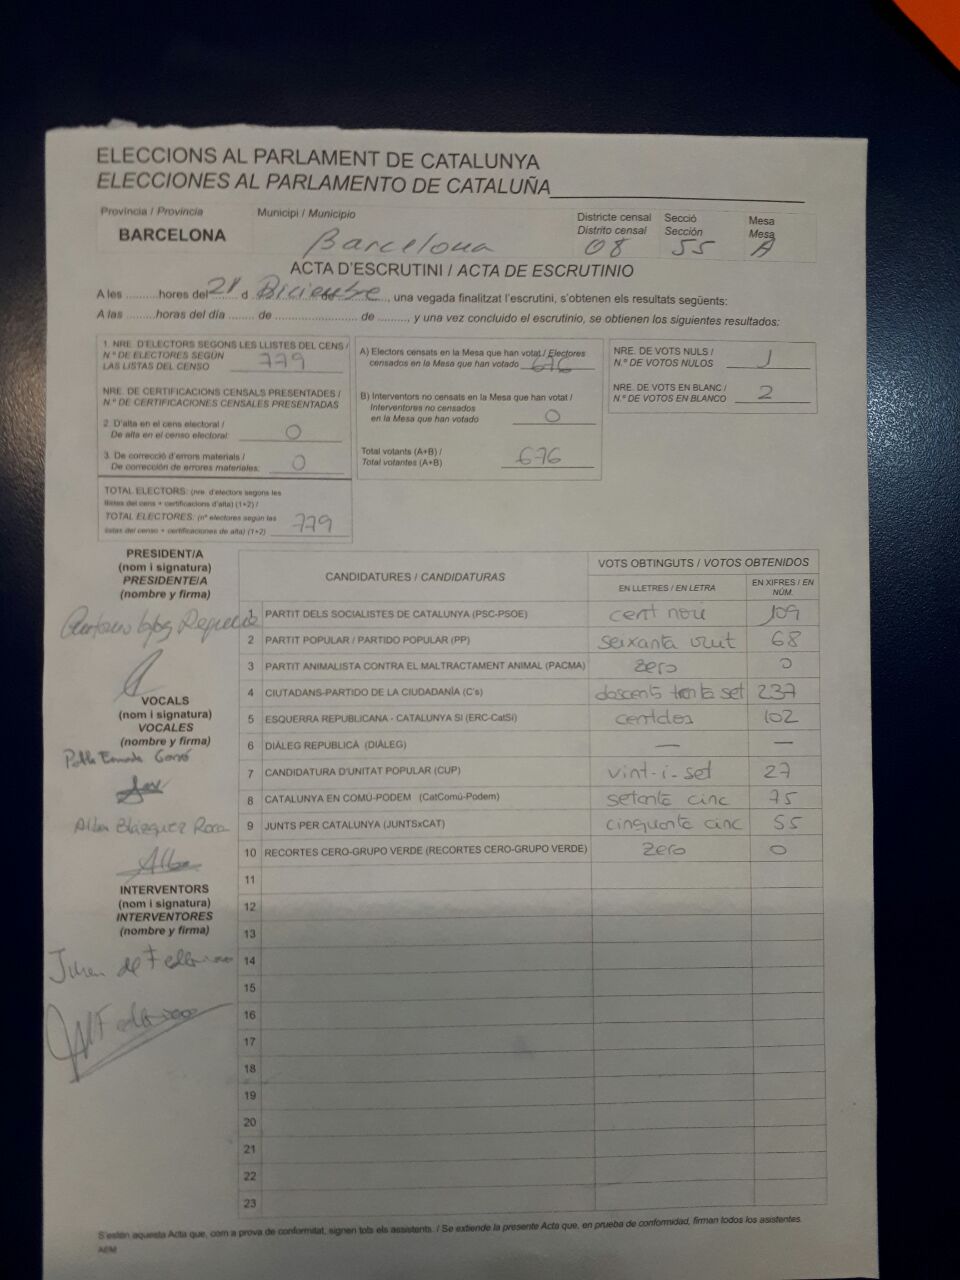 ELECCIONS AL PARLAMENT DE CATALUNYA
ELECCIONES AL PARLAMENTO DE CATALUÑA
Provincia / Provincia
BARCELONA
Municipi / Municipio
Barcelona
Districte censal
Distrito censal
08
Secció
Sección
55
Mesa
Mesa
A
ACTA D'ESCRUTINI / ACTA DE ESCRUTINIO
A les ..........hores del 21 d Diciembre, una vegada finalitzat l'escrutini, s'obtenen els resultats següents:
A las .........horas del día ....... de ........................ de ........., y una vez concluido el escrutinio, se obtienen los siguientes resultados:
1. NRE. D'ELECTORS SEGONS LES LLISTES DEL CENS /
N.º DE ELECTORES SEGÚN
LAS LISTAS DEL CENSO 779
NRE. DE CERTIFICACIONS CENSALS PRESENTADES /
N.º DE CERTIFICACIONES CENSALES PRESENTADAS
2. D'alta en el cens electoral /
De alta en el censo electoral: 0
3. De correcció d'errors materials /
De corrección de errores materiales: 0
TOTAL ELECTORS: (nre. d'electors segons les
llistes del cens + certificacions d'alta) (1+2) /
TOTAL ELECTORES: (nº electores según las
listas del censo + certificaciones de alta) (1+2) 779
A) Electors censats en la Mesa que han votat / Electores
censados en la Mesa que han votado 676
B) Interventors no censats en la Mesa que han votat /
Interventores no censados
en la Mesa que han votado 0
Total votants (A+B) /
Total votantes (A+B) 676
NRE. DE VOTS NULS /
N.º DE VOTOS NULOS 1
NRE. DE VOTS EN BLANC /
N.º DE VOTOS EN BLANCO 2
PRESIDENT/A
(nom i signatura)
PRESIDENTE/A
(nombre y firma)
VOCALS
(nom i signatura)
VOCALES
(nombre y firma)
Alba Blázquez
INTERVENTORS
(nom i signatura)
INTERVENTORES
(nombre y firma)
CANDIDATURES / CANDIDATURAS
VOTS OBTINGUTS / VOTOS OBTENIDOS
EN LLETRES / EN LETRA
EN XIFRES / EN NÚM.
1 PARTIT DELS SOCIALISTES DE CATALUNYA (PSC-PSOE) cent nou 109
2 PARTIT POPULAR / PARTIDO POPULAR (PP) seixanta vuit 68
3 PARTIT ANIMALISTA CONTRA EL MALTRACTAMENT ANIMAL (PACMA) zero 0
4 CIUTADANS-PARTIDO DE LA CIUDADANÍA (C's) doscents trenta set 237
5 ESQUERRA REPUBLICANA - CATALUNYA SI (ERC-CatSí) centdos 102
6 DIÀLEG REPUBLICÀ (DIÀLEG) — —
7 CANDIDATURA D'UNITAT POPULAR (CUP) vint-i-set 27
8 CATALUNYA EN COMÚ-PODEM (CatComú-Podem) setanta cinc 75
9 JUNTS PER CATALUNYA (JUNTSxCAT) cinquanta cinc 55
10 RECORTES CERO-GRUPO VERDE (RECORTES CERO-GRUPO VERDE) zero 0
11
12
13
14
15
16
17
18
19
20
21
22
23
S'estén aquesta Acta que, com a prova de conformitat, signen tots els assistents. / Se extiende la presente Acta que, en prueba de conformidad, firman todos los asistentes.